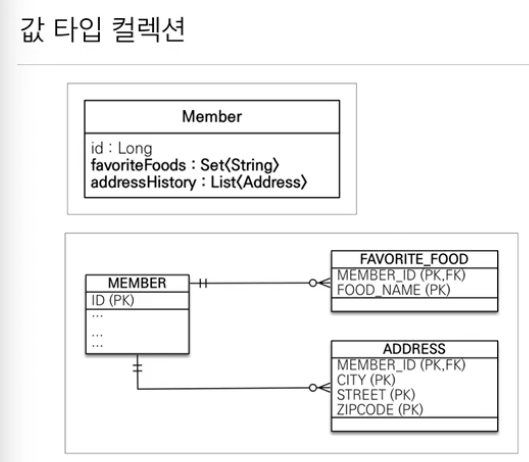 값 타입 컬렉션
Member
id : Long
favoriteFoods : Set<String>
addressHistory : List<Address>
MEMBER
ID (PK)
...
...
...
FAVORITE_FOOD
MEMBER_ID (PK,FK)
FOOD_NAME (PK)
ADDRESS
MEMBER_ID (PK,FK)
CITY (PK)
STREET (PK)
ZIPCODE (PK)